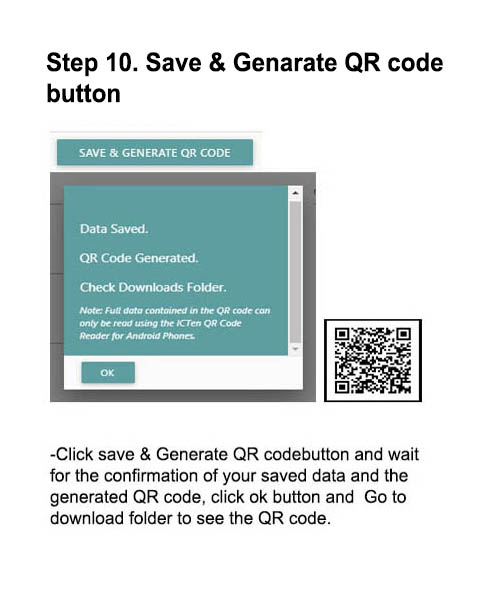 Step 10. Save & Genarate QR code
button
SAVE & GENERATE QR CODE
Data Saved.
QR Code Generated.
Check Downloads Folder.
Note: Full data contained in the QR code can
only be read using the ICTen QR Code
Reader for Android Phones.
OK
-Click save & Generate QR codebutton and wait
for the confirmation of your saved data and the
generated QR code, click ok button and  Go to
download folder to see the QR code.